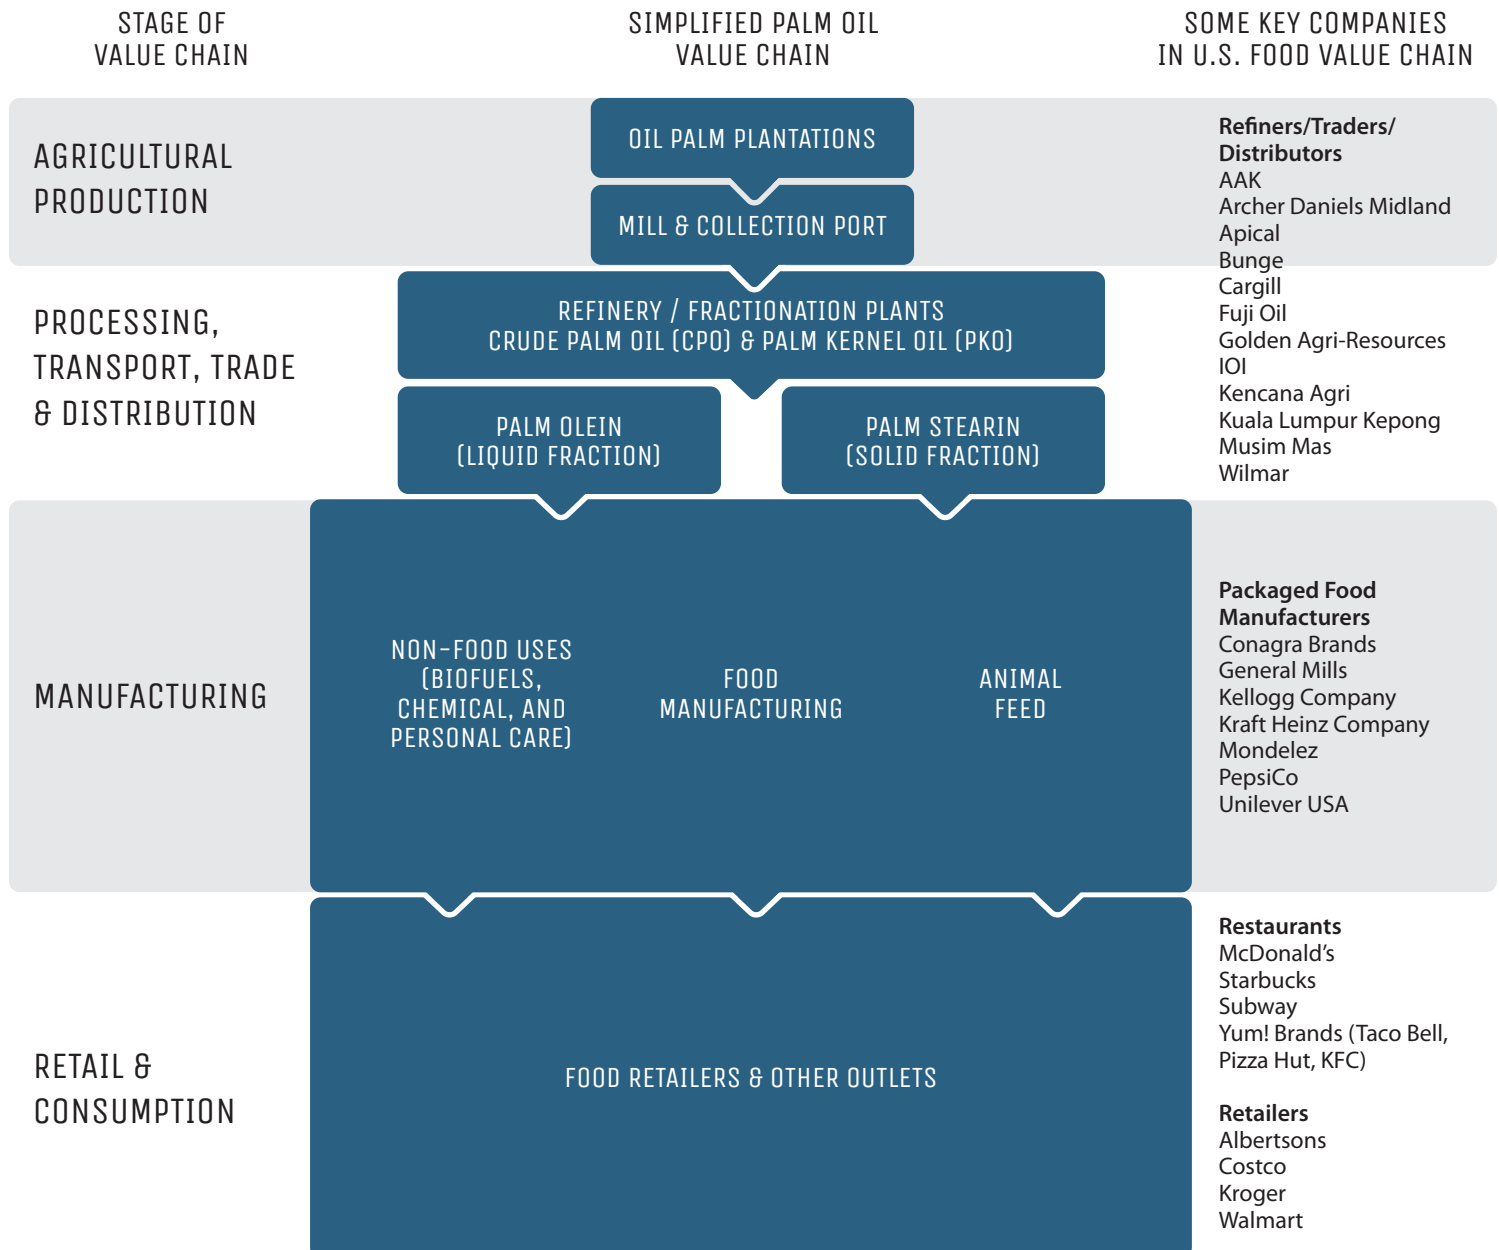 STAGE OF
VALUE CHAIN
SIMPLIFIED PALM OIL
VALUE CHAIN
SOME KEY COMPANIES
IN U.S. FOOD VALUE CHAIN
AGRICULTURAL
PRODUCTION
OIL PALM PLANTATIONS
MILL & COLLECTION PORT
Refiners/Traders/
Distributors
AAK
Archer Daniels Midland
Apical
Bunge
Cargill
Fuji Oil
Golden Agri-Resources
IOI
Kencana Agri
Kuala Lumpur Kepong
Musim Mas
Wilmar
PROCESSING,
TRANSPORT, TRADE
& DISTRIBUTION
REFINERY / FRACTIONATION PLANTS
CRUDE PALM OIL (CPO) & PALM KERNEL OIL (PKO)
PALM OLEIN
(LIQUID FRACTION)
PALM STEARIN
(SOLID FRACTION)
MANUFACTURING
NON-FOOD USES
(BIOFUELS,
CHEMICAL, AND
PERSONAL CARE)
FOOD
MANUFACTURING
ANIMAL
FEED
Packaged Food
Manufacturers
Conagra Brands
General Mills
Kellogg Company
Kraft Heinz Company
Mondelez
PepsiCo
Unilever USA
RETAIL &
CONSUMPTION
FOOD RETAILERS & OTHER OUTLETS
Restaurants
McDonald's
Starbucks
Subway
Yum! Brands (Taco Bell,
Pizza Hut, KFC)
Retailers
Albertsons
Costco
Kroger
Walmart